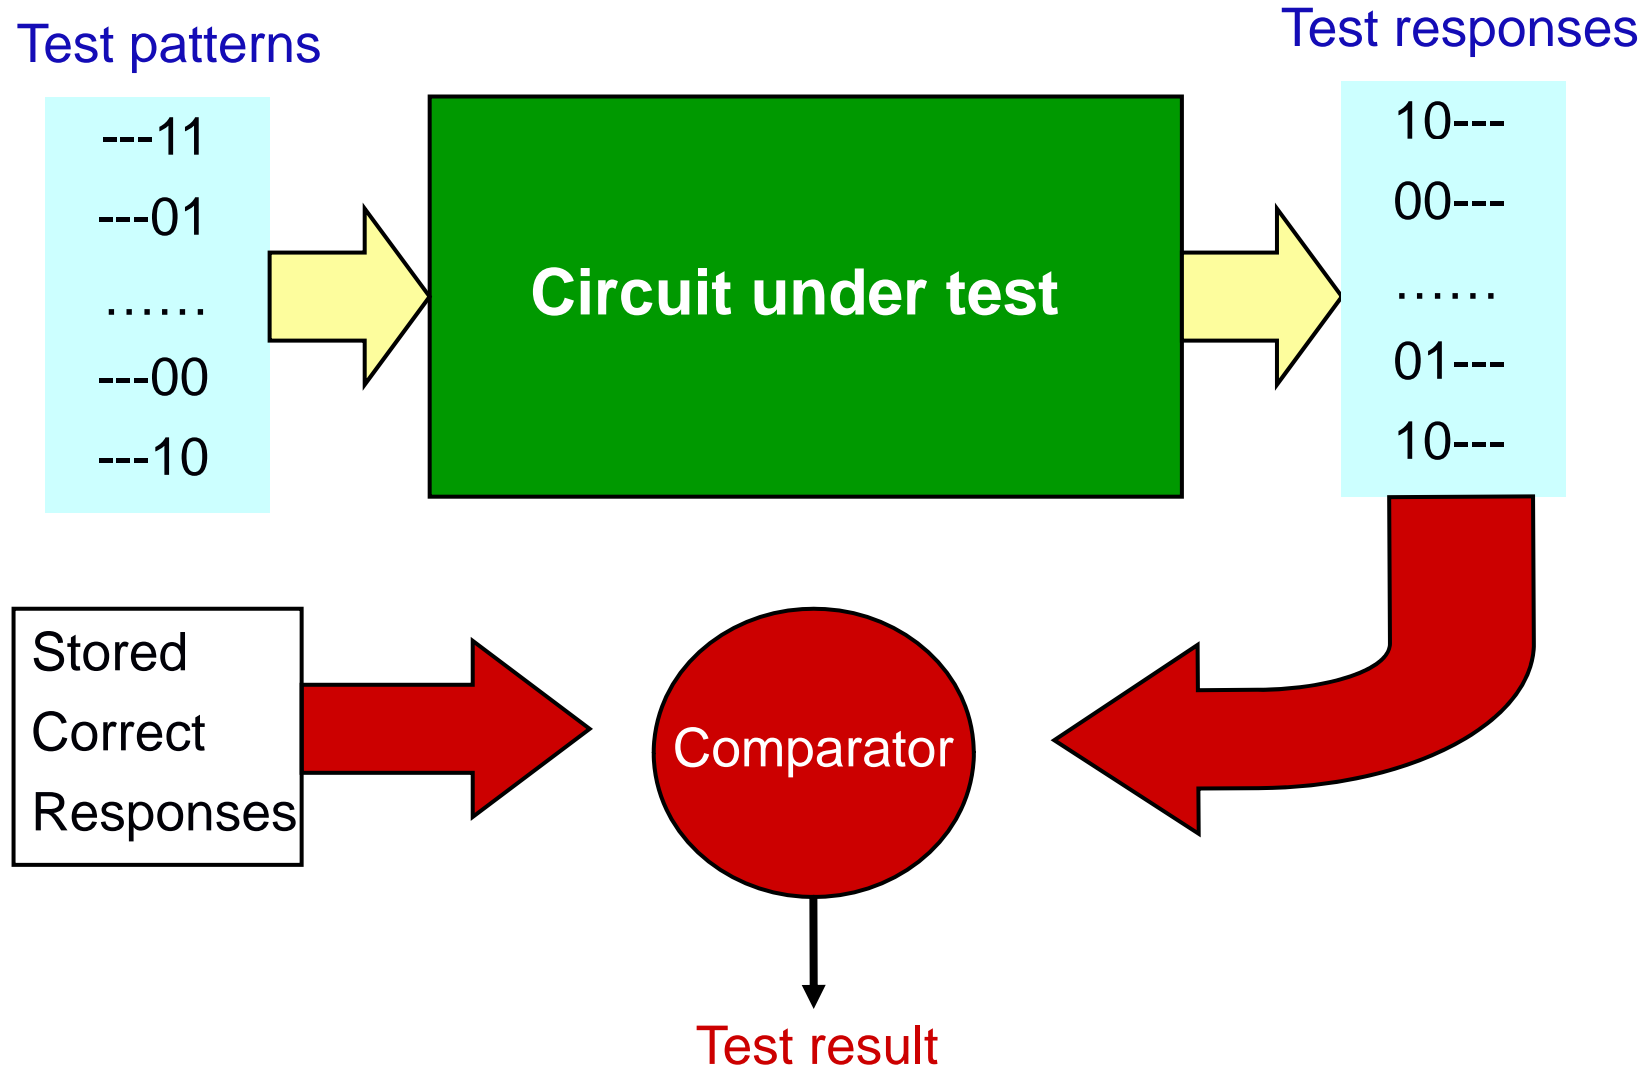 Test patterns
---11
---01
......
---00
---10
Circuit under test
Test responses
10---
00---
......
01---
10---
Stored
Correct
Responses
Comparator
Test result